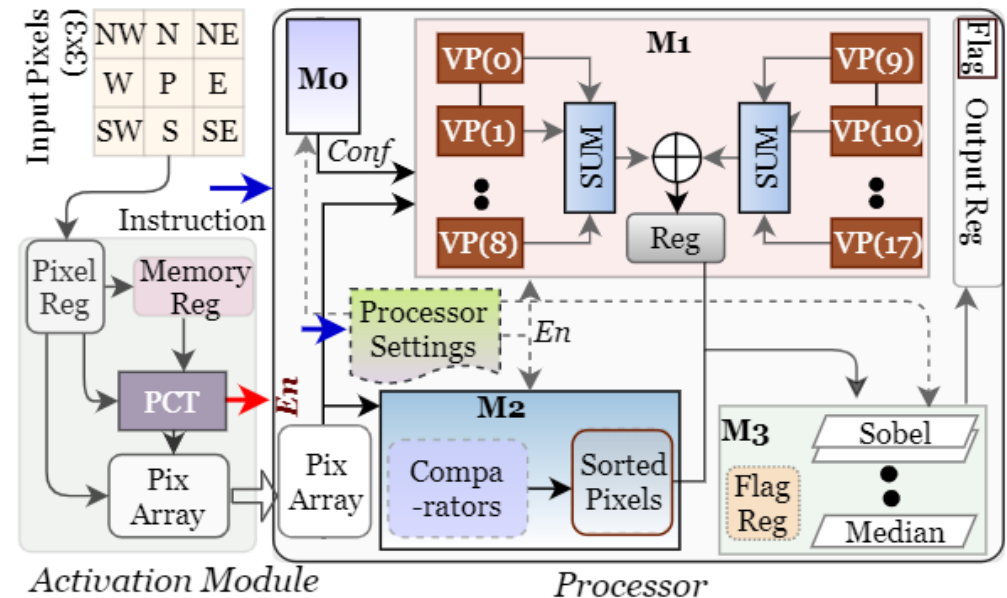 Input Pixels
(3x3)
NW N NE
W P E
SW S SE
Instruction
Pixel
Reg
Memory
Reg
PCT
En
Pix
Array
Activation Module
M0
Conf
M1
VP(0)
VP(1)
VP(8)
SUM
SUM
VP(9)
VP(10)
VP(17)
Reg
Processor
Settings
En
Pix
Array
M2
Compa
-rators
Sorted
Pixels
M3
Flag
Reg
Sobel
Median
Flag
Output Reg
Processor